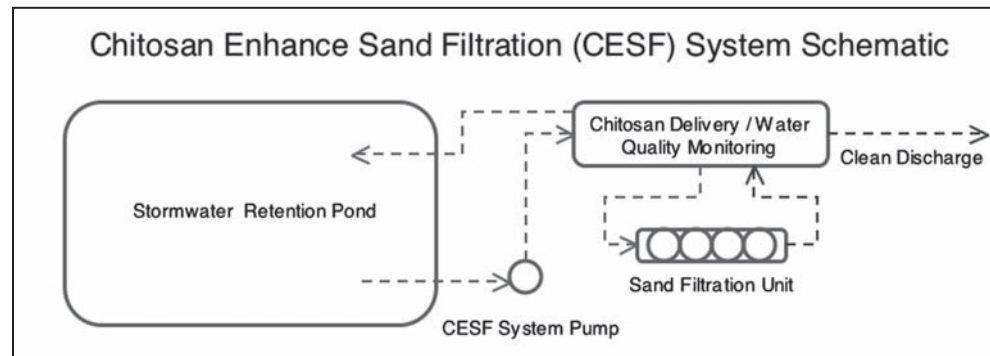 Chitosan Enhance Sand Filtration (CESF) System Schematic
Chitosan Delivery / Water
Quality Monitoring
Clean Discharge
Stormwater Retention Pond
Sand Filtration Unit
CESF System Pump